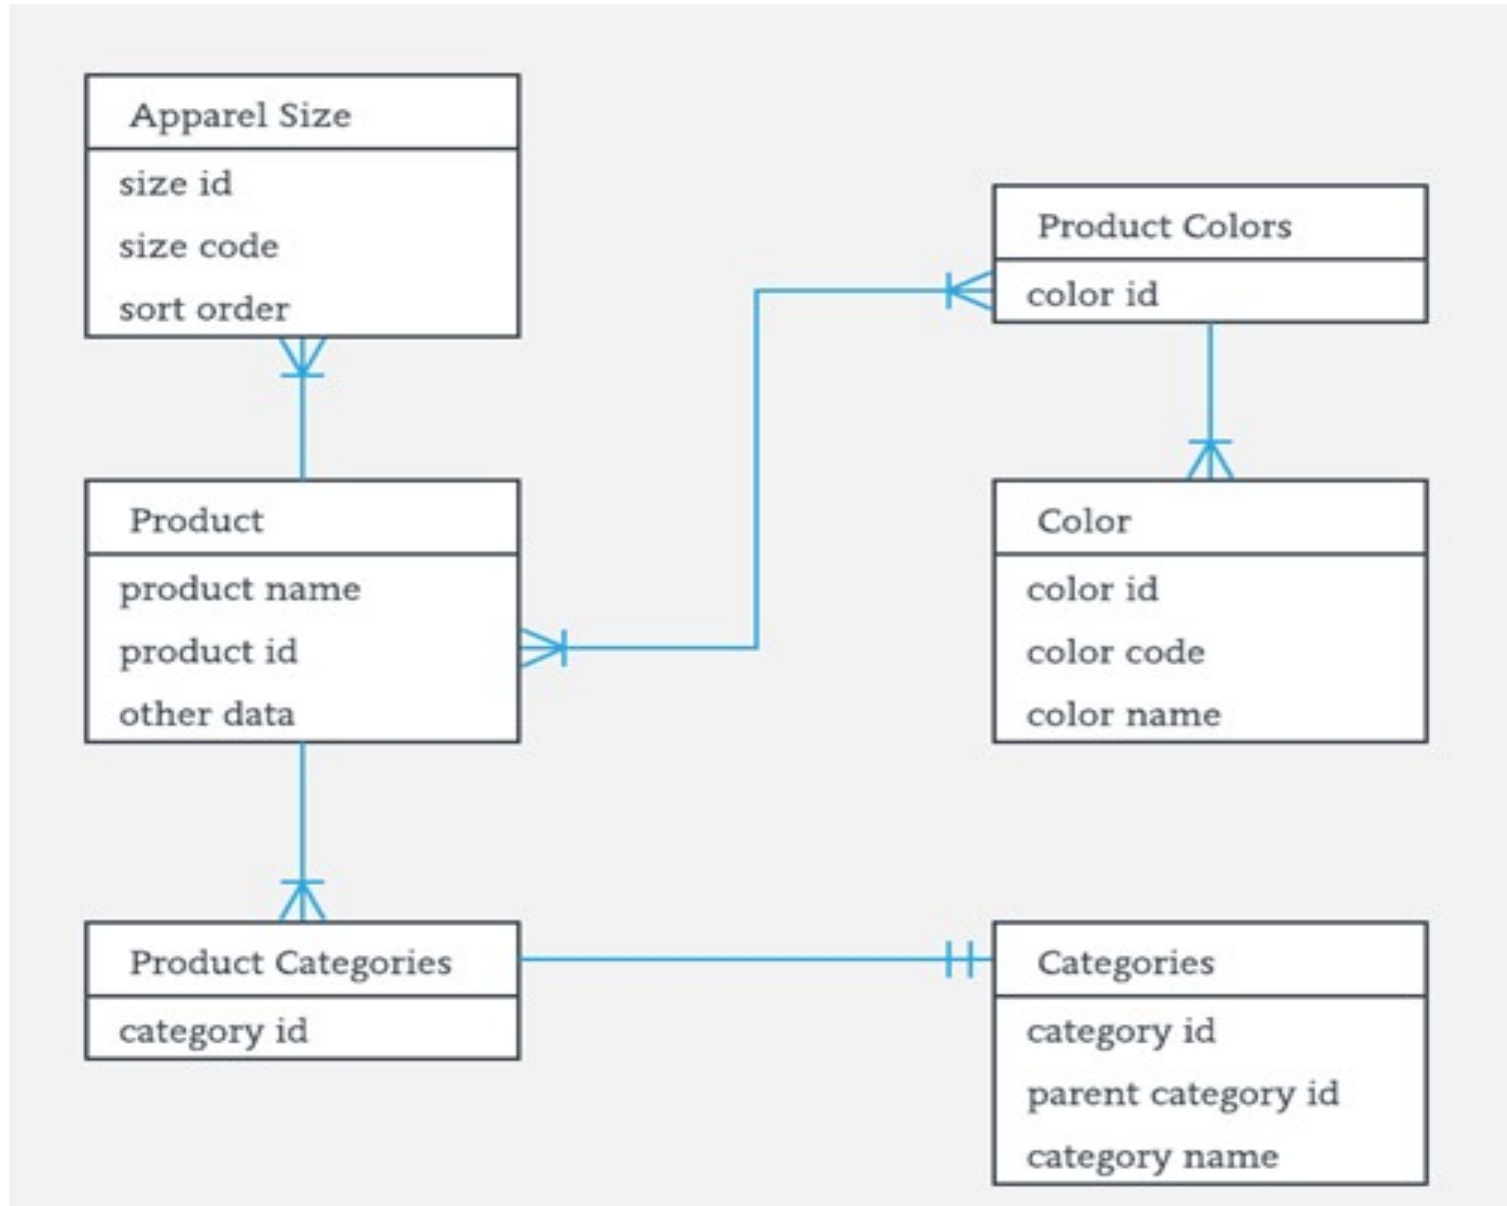 Apparel Size
size id
size code
sort order
Product Colors
color id
Product
product name
product id
other data
Color
color id
color code
color name
Product Categories
category id
Categories
category id
parent category id
category name